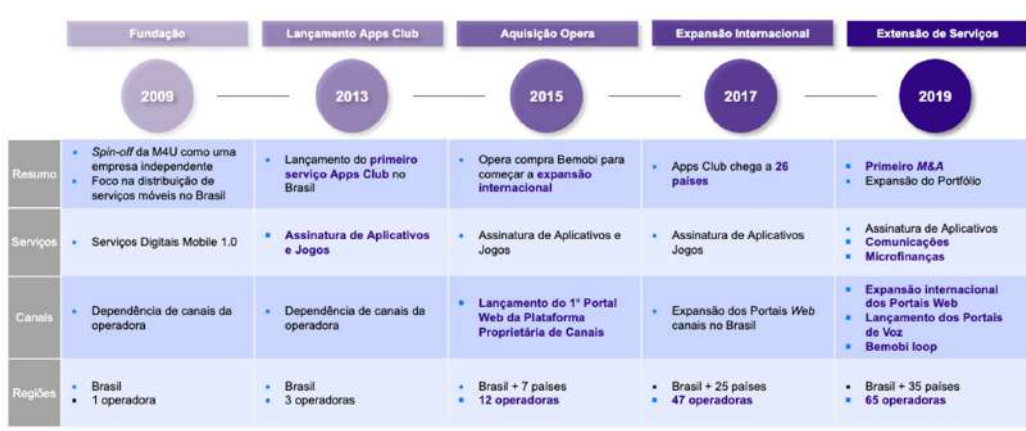 Fundação
Lançamento Apps Club
Aquisição Opera
Expansão Internacional
Extensão de Serviços
2009
2013
2015
2017
2019
Resumo
Spin-off da M4U como uma
empresa independente
Foco na distribuição de
serviços móveis no Brasil
Lançamento do primeiro
serviço Apps Club no
Brasil
Opera compra Bemobi para
começar a expansão
internacional
Apps Club chega a 26
países
Primeiro M&A
Expansão do Portfólio
Serviços
Serviços Digitais Mobile 1.0
Assinatura de Aplicativos
e Jogos
Assinatura de Aplicativos e
Jogos
Assinatura de Aplicativos
Jogos
Assinatura de Aplicativos
Comunicações
Microfinanças
Canais
Dependência de canais da
operadora
Dependência de canais da
operadora
Lançamento do 1° Portal
Web da Plataforma
Proprietária de Canais
Expansão dos Portais Web
canais no Brasil
Expansão internacional
dos Portais Web
Lançamento dos Portais
de Voz
Bemobi loop
Regiões
Brasil
1 operadora
Brasil
3 operadoras
Brasil + 7 países
12 operadoras
Brasil + 25 países
47 operadoras
Brasil + 35 países
65 operadoras